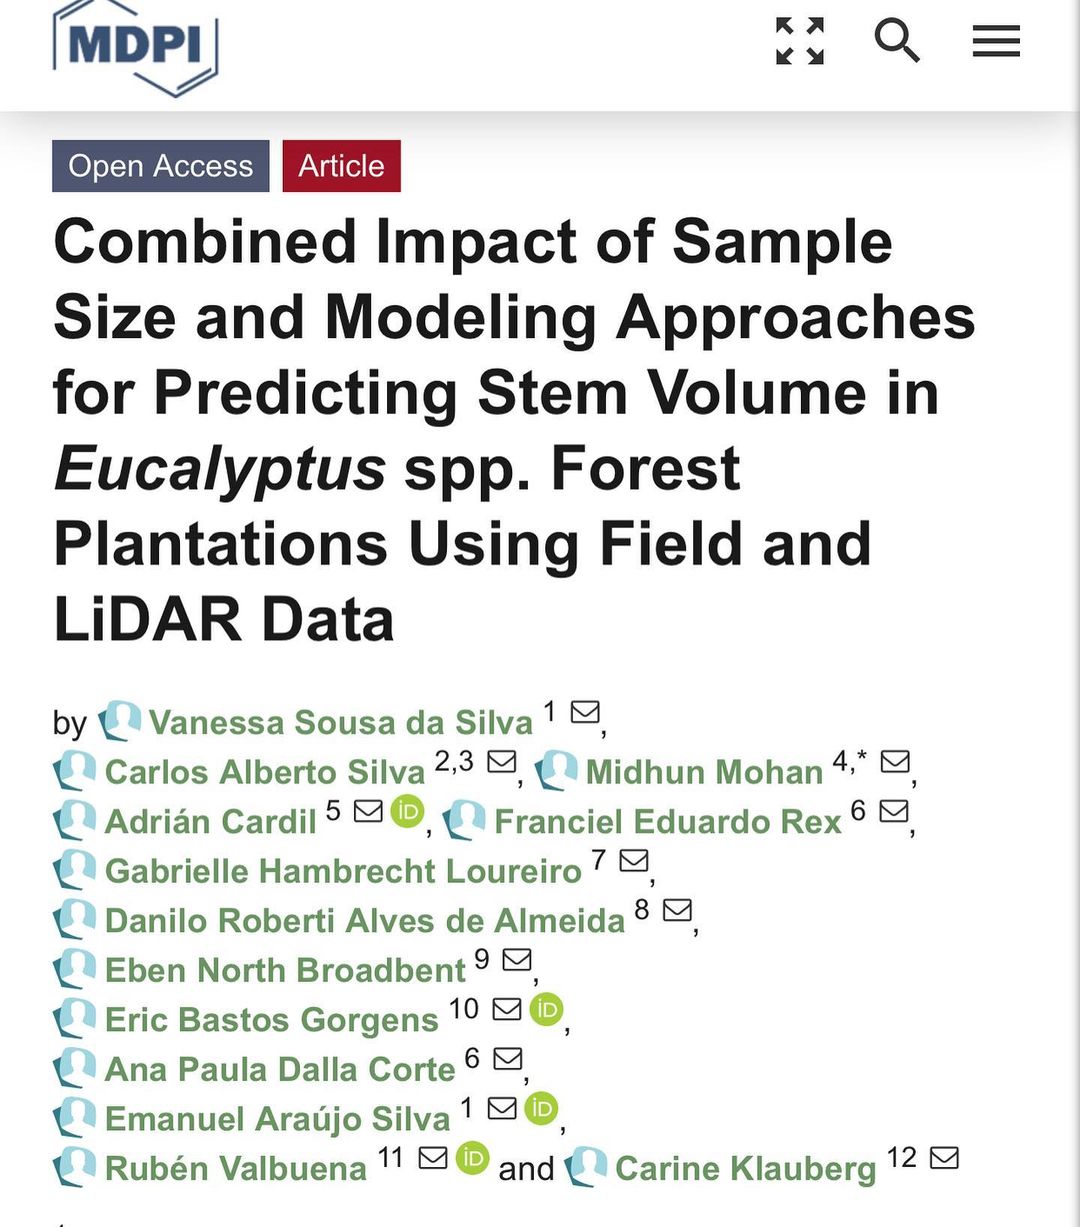 MDPI
Open Access Article
Combined Impact of Sample
Size and Modeling Approaches
for Predicting Stem Volume in
Eucalyptus spp. Forest
Plantations Using Field and
LiDAR Data
by Vanessa Sousa da Silva 1,
Carlos Alberto Silva 2,3, Midhun Mohan 4,*,
Adrián Cardil 5 iD, Franciel Eduardo Rex 6,
Gabrielle Hambrecht Loureiro 7,
Danilo Roberti Alves de Almeida 8,
Eben North Broadbent 9,
Eric Bastos Gorgens 10 iD,
Ana Paula Dalla Corte 6,
Emanuel Araújo Silva 1 iD,
Rubén Valbuena 11 iD and Carine Klauberg 12